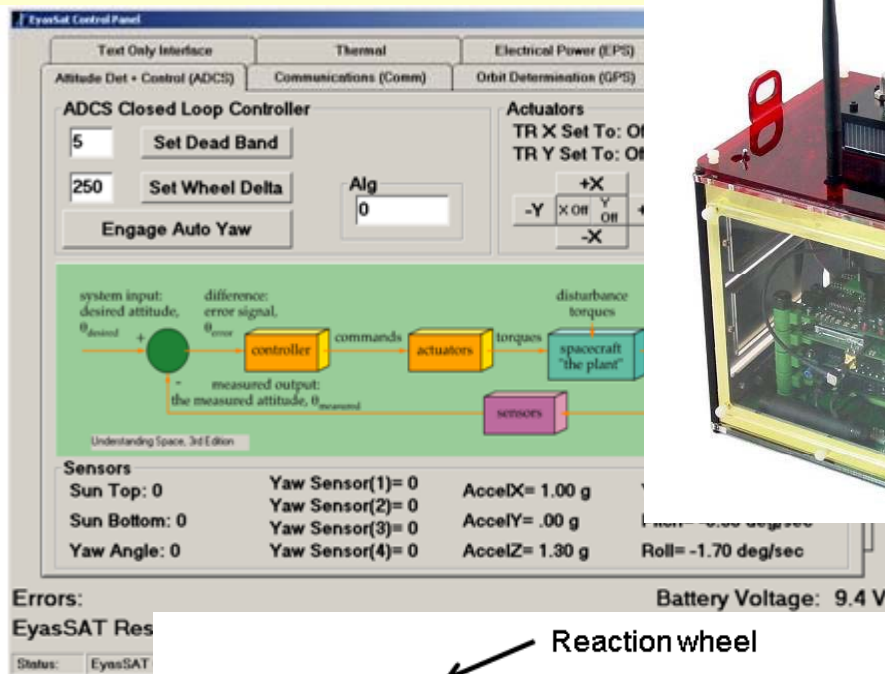 EyasSat Control Panel
Text Only Interface
Thermal
Electrical Power (EPS)
Attitude Det + Control (ADCS)
Communications (Comm)
Orbit Determination (GPS)
ADCS Closed Loop Controller
5
Set Dead Band
250
Set Wheel Delta
Engage Auto Yaw
Alg
0
Actuators
TR X Set To:
TR Y Set To:
+X
-Y
X Off
Y Off
-X
system input:
desired attitude,
θdesired
+
difference:
error signal,
θerror
controller
commands
actuators
torques
disturbance
torques
spacecraft
"the plant"
-
measured output:
the measured attitude, θmeasured
sensors
Understanding Space, 3rd Edition
Sensors
Sun Top: 0
Sun Bottom: 0
Yaw Angle: 0
Yaw Sensor(1)= 0
Yaw Sensor(2)= 0
Yaw Sensor(3)= 0
Yaw Sensor(4)= 0
AccelX= 1.00 g
AccelY= .00 g
AccelZ= 1.30 g
deg/sec
Roll= -1.70 deg/sec
Errors:
Battery Voltage: 9.4 V
EyasSAT Res
Status:
EyasSAT
Reaction wheel